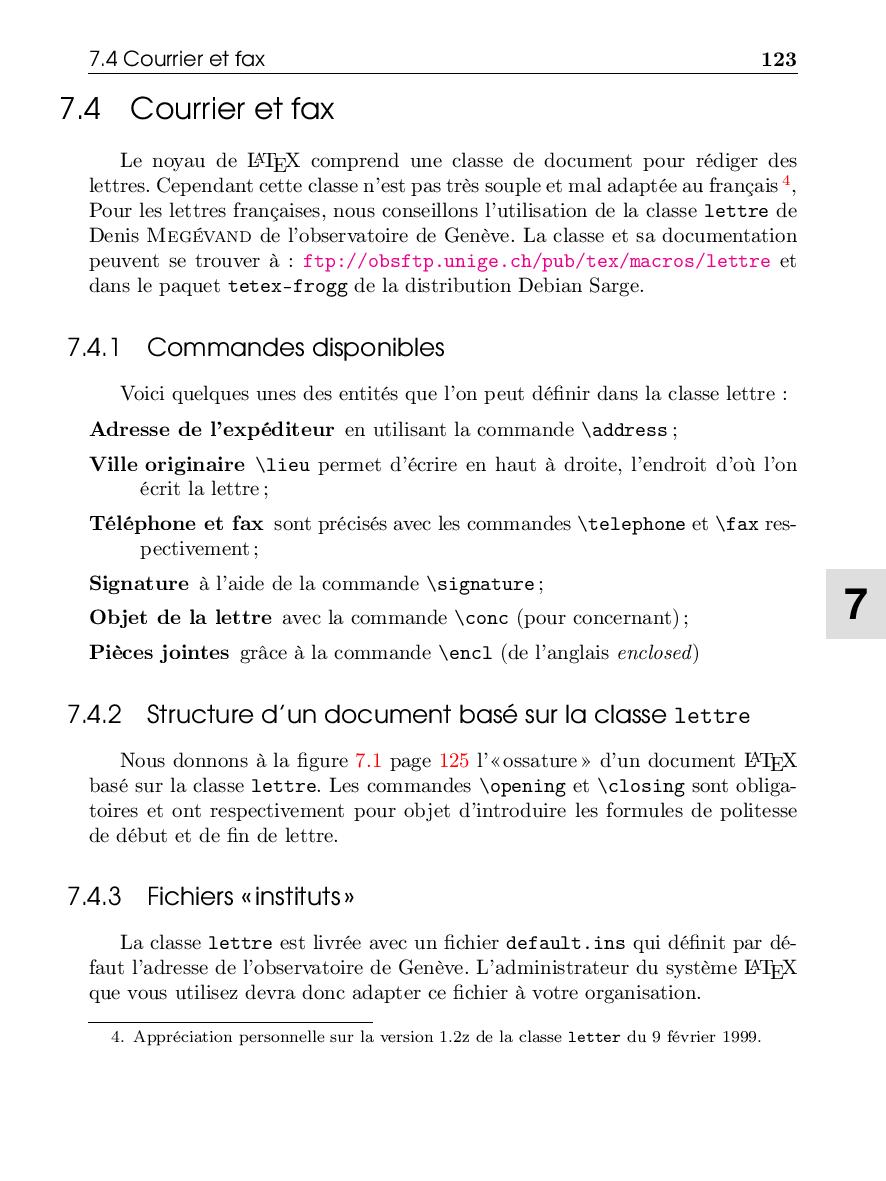 7.4 Courrier et fax 123
7.4 Courrier et fax
Le noyau de LATEX comprend une classe de document pour rédiger des
lettres. Cependant cette classe n'est pas très souple et mal adaptée au français 4,
Pour les lettres françaises, nous conseillons l'utilisation de la classe lettre de
Denis MEGÉVAND de l'observatoire de Genève. La classe et sa documentation
peuvent se trouver à : ftp://obsftp.unige.ch/pub/tex/macros/lettre et
dans le paquet tetex-frogg de la distribution Debian Sarge.
7.4.1 Commandes disponibles
Voici quelques unes des entités que l'on peut définir dans la classe lettre :
Adresse de l'expéditeur en utilisant la commande \address ;
Ville originaire \lieu permet d'écrire en haut à droite, l'endroit d'où l'on
écrit la lettre ;
Téléphone et fax sont précisés avec les commandes \telephone et \fax res-
pectivement ;
Signature à l'aide de la commande \signature ;
Objet de la lettre avec la commande \conc (pour concernant) ;
Pièces jointes grâce à la commande \encl (de l'anglais enclosed)
7
7.4.2 Structure d'un document basé sur la classe lettre
Nous donnons à la figure 7.1 page 125 l'« ossature » d'un document LATEX
basé sur la classe lettre. Les commandes \opening et \closing sont obliga-
toires et ont respectivement pour objet d'introduire les formules de politesse
de début et de fin de lettre.
7.4.3 Fichiers « instituts »
La classe lettre est livrée avec un fichier default.ins qui définit par dé-
faut l'adresse de l'observatoire de Genève. L'administrateur du système LATEX
que vous utilisez devra donc adapter ce fichier à votre organisation.
4. Appréciation personnelle sur la version 1.2z de la classe letter du 9 février 1999.